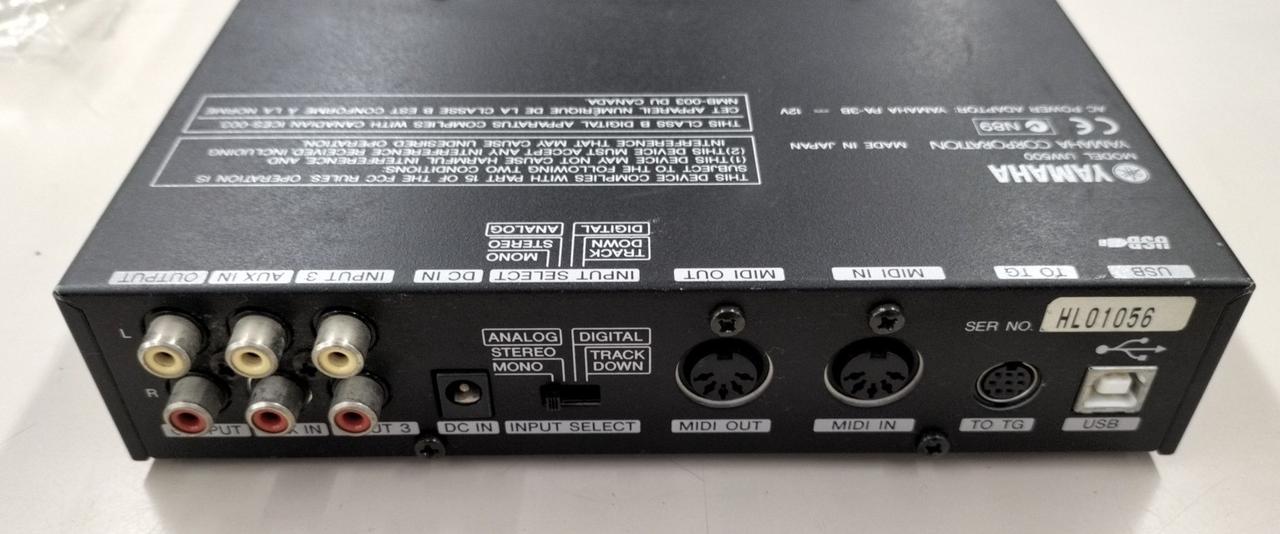 THIS DEVICE COMPLIES WITH PART 15 OF THE FCC RULES. OPERATION IS
SUBJECT TO THE FOLLOWING TWO CONDITIONS:
(1)THIS DEVICE MAY NOT CAUSE HARMFUL INTERFERENCE, AND
(2)THIS DEVICE MUST ACCEPT ANY INTERFERENCE RECEIVED, INCLUDING
INTERFERENCE THAT MAY CAUSE UNDESIRED OPERATION.
THIS CLASS B DIGITAL APPARATUS COMPLIES WITH CANADIAN ICES-003.
CET APPAREIL NUMÉRIQUE DE LA CLASSE B EST CONFORME À LA NORME
NMB-003 DU CANADA.
YAMAHA
MODEL UW500
YAMAHA CORPORATION MADE IN JAPAN
CE N89
AC POWER ADAPTOR: YAMAHA PA-3B 12V
USB
DIGITAL
TRACK
DOWN
ANALOG
STEREO
MONO
OUTPUT
AUX IN
INPUT 3
DC IN
INPUT SELECT
MIDI OUT
MIDI IN
TO TG
USB
L
R
ANALOG
STEREO
MONO
DIGITAL
TRACK
DOWN
SER NO. HL01056
DC IN
INPUT SELECT
MIDI OUT
MIDI IN
TO TG
USB